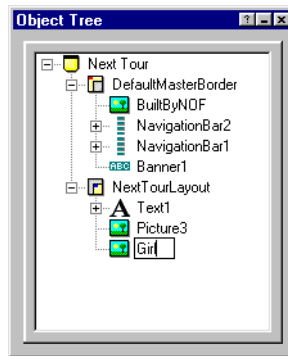 Object Tree
Next Tour
DefaultMasterBorder
BuiltByNOF
NavigationBar2
NavigationBar1
ABC Banner1
NextTourLayout
A Text1
Picture3
Girl